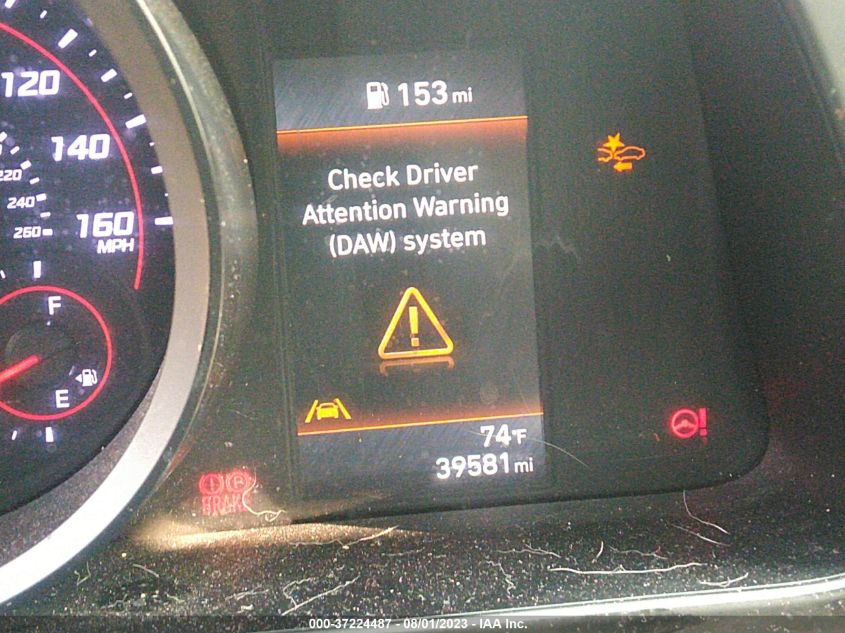 153 mi
120
140
160
MPH
220
240
260
Check Driver
Attention Warning
(DAW) system
!
F
E
74°F
39581 mi
!
(!) (P)
BRAKE
000-37224487 - 08/01/2023 - IAA Inc.